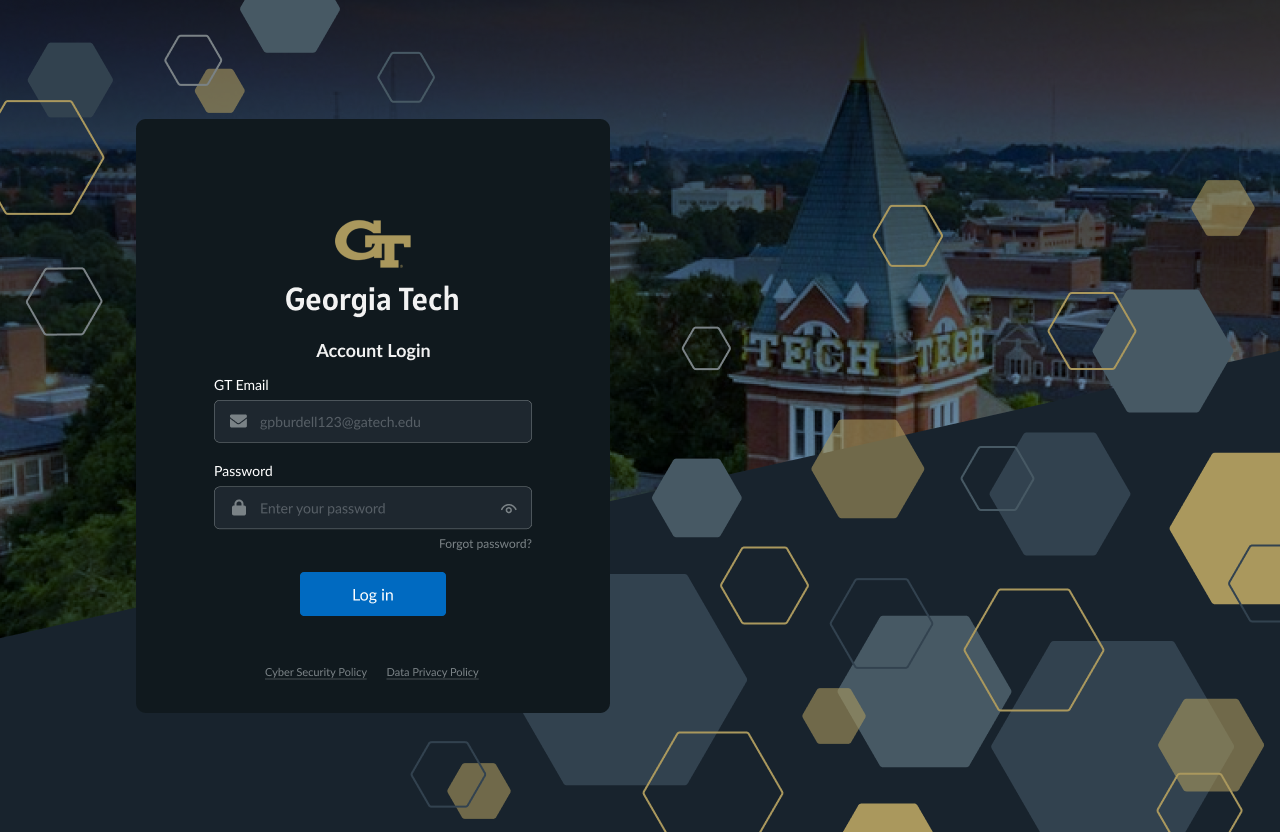 GT
Georgia Tech
Account Login
GT Email
gpburdell123@gatech.edu
Password
Enter your password
Forgot password?
Log in
Cyber Security Policy Data Privacy Policy
TECH TECH